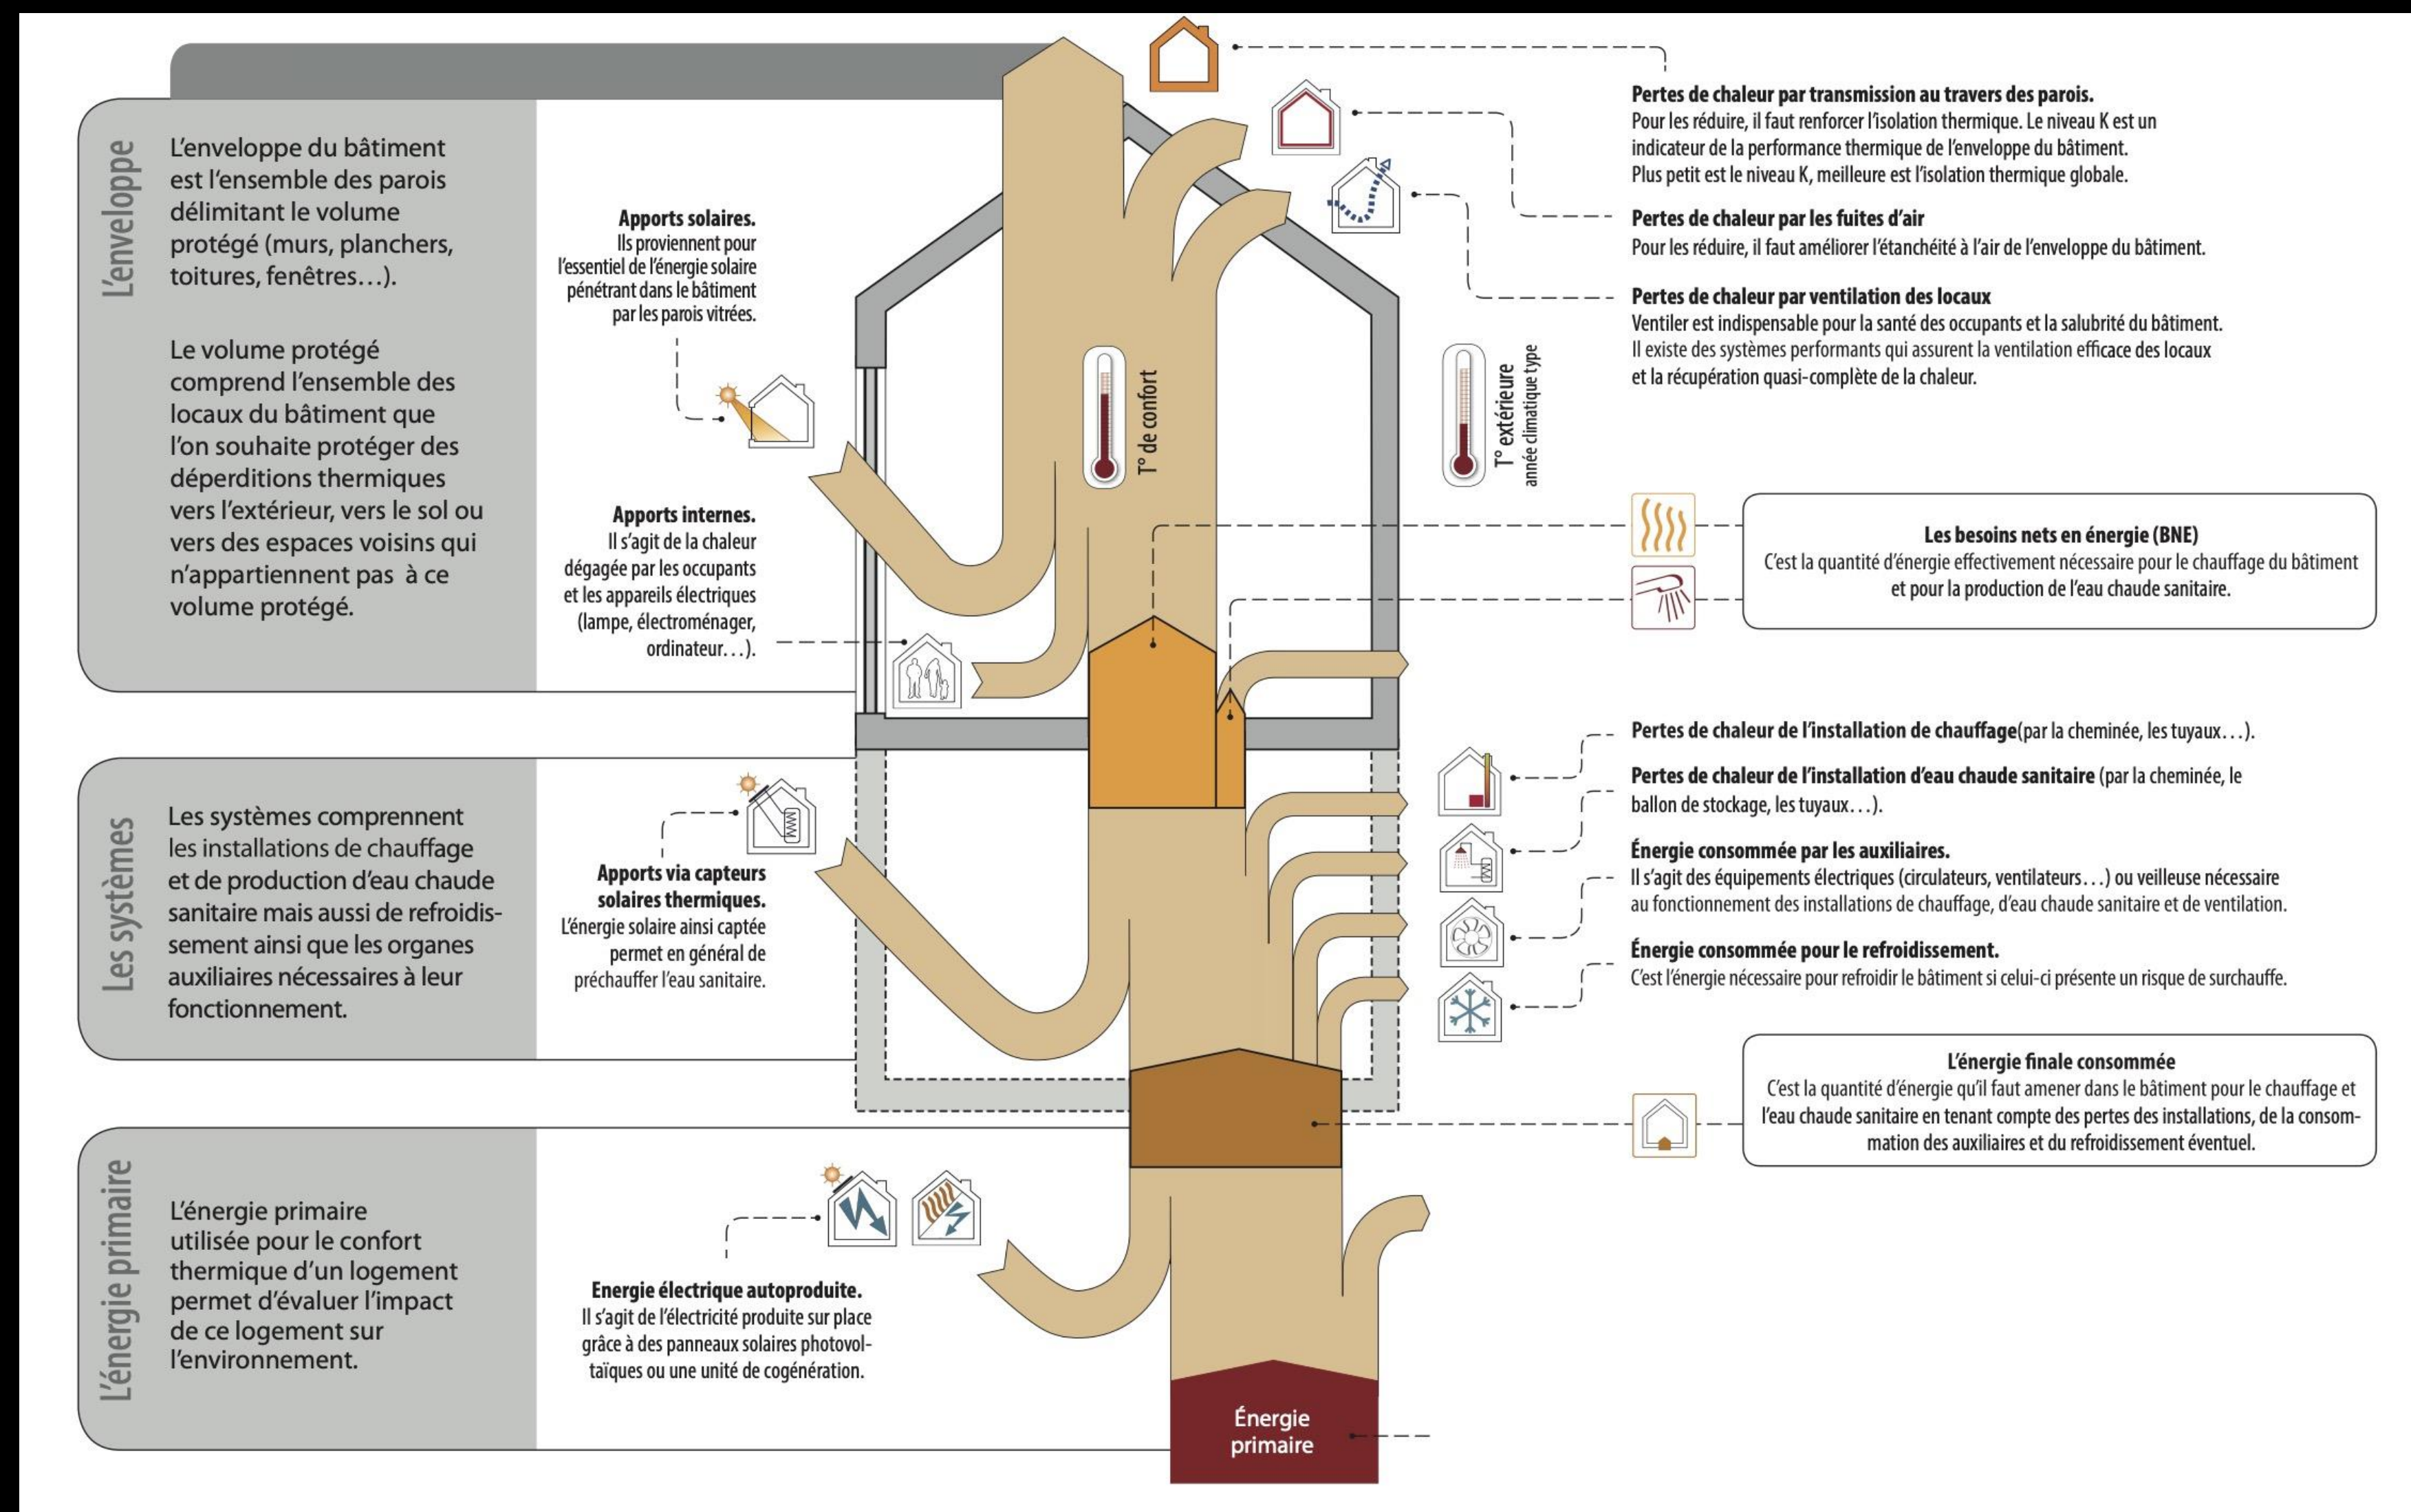 L'enveloppe
L'enveloppe du bâtiment
est l'ensemble des parois
délimitant le volume
protégé (murs, planchers,
toitures, fenêtres…).
Le volume protégé
comprend l'ensemble des
locaux du bâtiment que
l'on souhaite protéger des
déperditions thermiques
vers l'extérieur, vers le sol ou
vers des espaces voisins qui
n'appartiennent pas à ce
volume protégé.
Apports solaires.
Ils proviennent pour
l'essentiel de l'énergie solaire
pénétrant dans le bâtiment
par les parois vitrées.
Apports internes.
Il s'agit de la chaleur
dégagée par les occupants
et les appareils électriques
(lampe, électroménager,
ordinateur…).
T° de confort
T° extérieure
année climatique type
Pertes de chaleur par transmission au travers des parois.
Pour les réduire, il faut renforcer l'isolation thermique. Le niveau K est un
indicateur de la performance thermique de l'enveloppe du bâtiment.
Plus petit est le niveau K, meilleure est l'isolation thermique globale.
Pertes de chaleur par les fuites d'air
Pour les réduire, il faut améliorer l'étanchéité à l'air de l'enveloppe du bâtiment.
Pertes de chaleur par ventilation des locaux
Ventiler est indispensable pour la santé des occupants et la salubrité du bâtiment.
Il existe des systèmes performants qui assurent la ventilation efficace des locaux
et la récupération quasi-complète de la chaleur.
Les besoins nets en énergie (BNE)
C'est la quantité d'énergie effectivement nécessaire pour le chauffage du bâtiment
et pour la production de l'eau chaude sanitaire.
Les systèmes
Les systèmes comprennent
les installations de chauffage
et de production d'eau chaude
sanitaire mais aussi de refroidis-
sement ainsi que les organes
auxiliaires nécessaires à leur
fonctionnement.
Apports via capteurs
solaires thermiques.
L'énergie solaire ainsi captée
permet en général de
préchauffer l'eau sanitaire.
Pertes de chaleur de l'installation de chauffage(par la cheminée, les tuyaux…).
Pertes de chaleur de l'installation d'eau chaude sanitaire (par la cheminée, le
ballon de stockage, les tuyaux…).
Énergie consommée par les auxiliaires.
Il s'agit des équipements électriques (circulateurs, ventilateurs…) ou veilleuse nécessaire
au fonctionnement des installations de chauffage, d'eau chaude sanitaire et de ventilation.
Énergie consommée pour le refroidissement.
C'est l'énergie nécessaire pour refroidir le bâtiment si celui-ci présente un risque de surchauffe.
L'énergie finale consommée
C'est la quantité d'énergie qu'il faut amener dans le bâtiment pour le chauffage et
l'eau chaude sanitaire en tenant compte des pertes des installations, de la consom-
mation des auxiliaires et du refroidissement éventuel.
L'énergie primaire
L'énergie primaire
utilisée pour le confort
thermique d'un logement
permet d'évaluer l'impact
de ce logement sur
l'environnement.
Energie électrique autoproduite.
Il s'agit de l'électricité produite sur place
grâce à des panneaux solaires photovol-
taïques ou une unité de cogénération.
Énergie
primaire